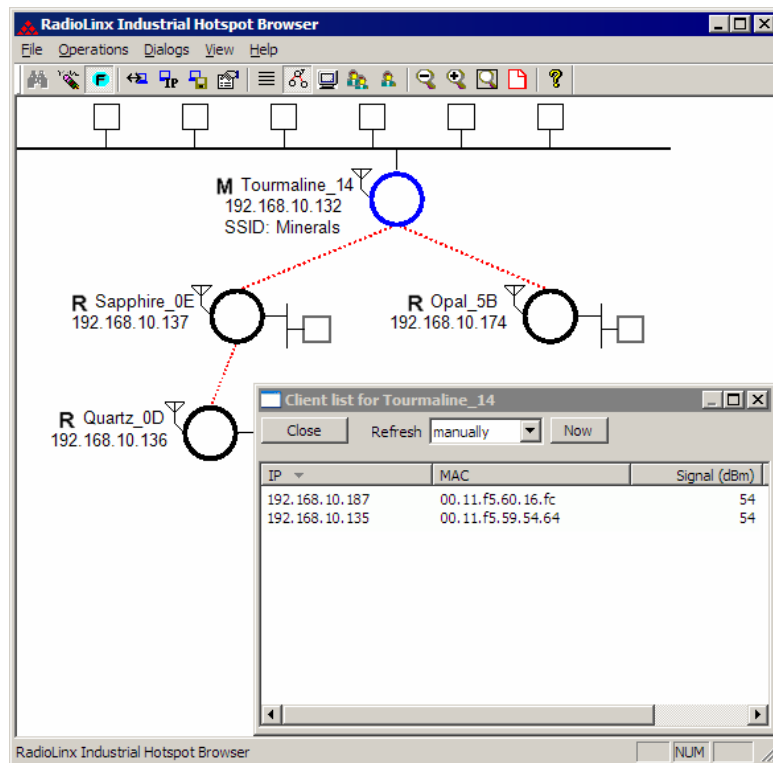 RadioLinx Industrial Hotspot Browser
File Operations Dialogs View Help
F IP ?
M Tourmaline_14
192.168.10.132
SSID: Minerals
R Sapphire_0E
192.168.10.137
R Opal_5B
192.168.10.174
R Quartz_0D
192.168.10.136
Client list for Tourmaline_14
Close Refresh manually Now
IP MAC Signal (dBm)
192.168.10.187 00.11.f5.60.16.fc 54
192.168.10.135 00.11.f5.59.54.64 54
RadioLinx Industrial Hotspot Browser NUM